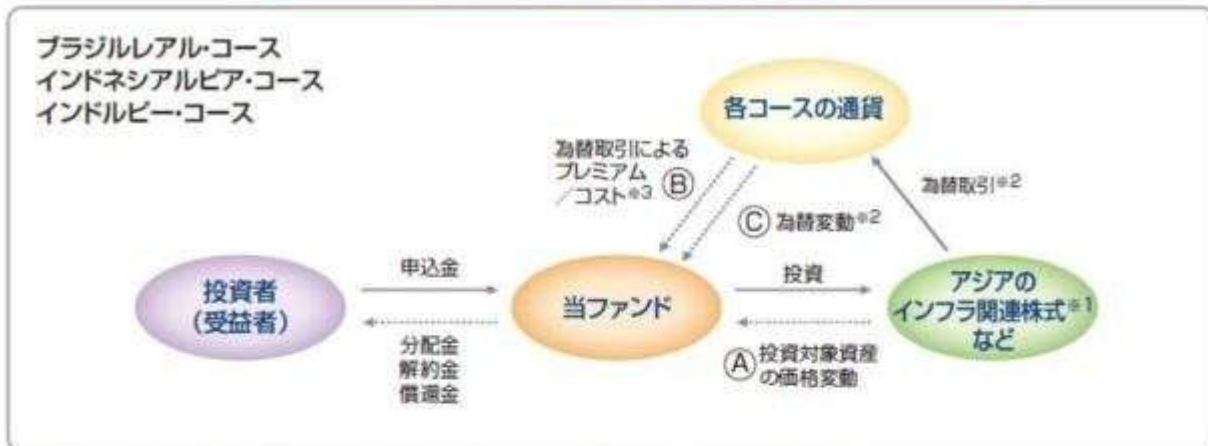 ブラジルレアル・コース
インドネシアルピア・コース
インドルピー・コース
各コースの通貨
為替取引による
プレミアム
／コスト※3 Ⓑ
為替取引※2
Ⓒ 為替変動※2
投資者
（受益者）
申込金
分配金
解約金
償還金
当ファンド
投資
Ⓐ 投資対象資産
の価格変動
アジアの
インフラ関連株式※1
など